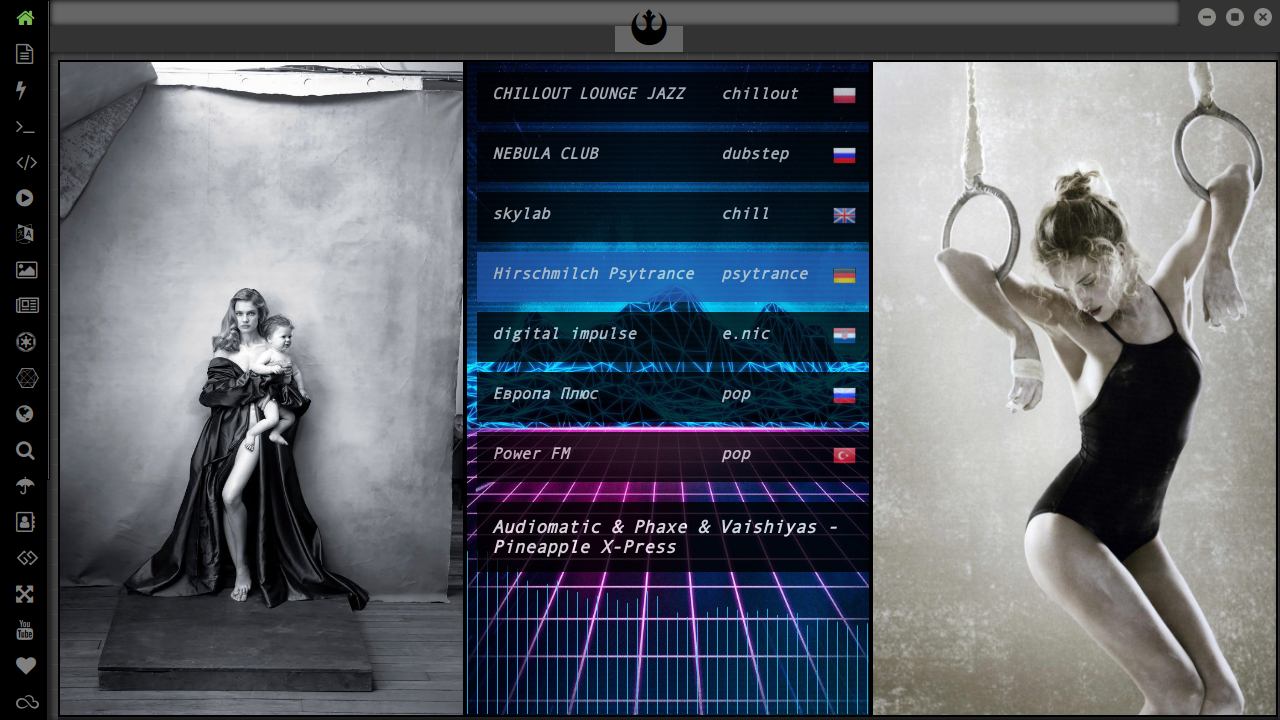 CHILLOUT LOUNGE JAZZ chillout
NEBULA CLUB dubstep
skylab chill
Hirschmilch Psytrance psytrance
digital impulse e.nic
Европа Плюс pop
Power FM pop
Audiomatic & Phaxe & Vaishiyas -
Pineapple X-Press
You
Tube